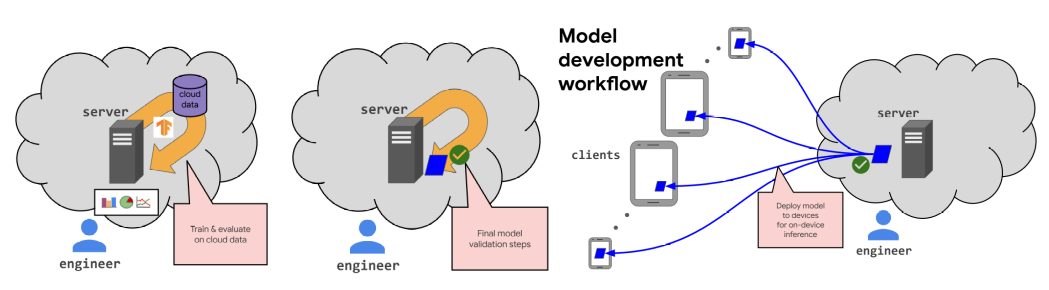 server
cloud
data
Train & evaluate
on cloud data
engineer
server
Final model
validation steps
engineer
Model
development
workflow
clients
server
Deploy model
to devices
for on-device
inference
engineer